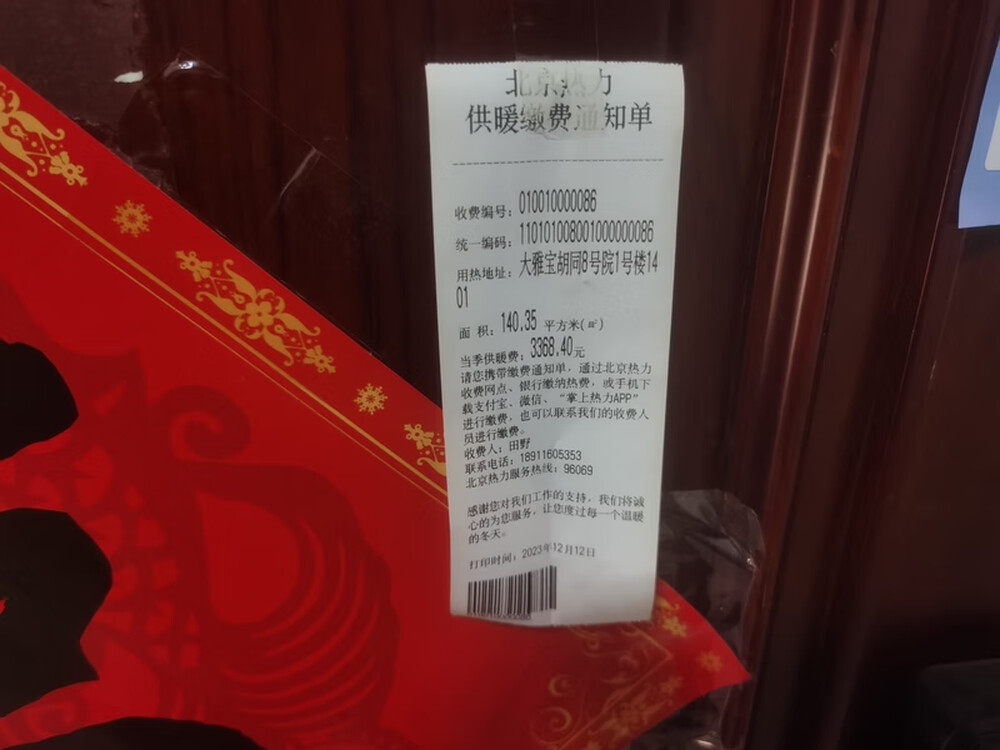 北京热力
供暖缴费通知单
收费编号：010010000086
统一编码：110101008001000000086
用热地址：大雅宝胡同8号院1号楼14
01
面 积：140.35 平方米(㎡)
当季供暖费：3368.40元
请您携带缴费通知单，通过北京热力
收费网点、银行缴纳热费，或手机下
载支付宝、微信、“掌上热力APP”
进行缴费，也可以联系我们的收费人
员进行缴费。
收费人：田野
联系电话：18911605353
北京热力服务热线：96069
感谢您对我们工作的支持，我们将诚
心的为您服务，让您度过每一个温暖
的冬天。
打印时间：2023年12月12日